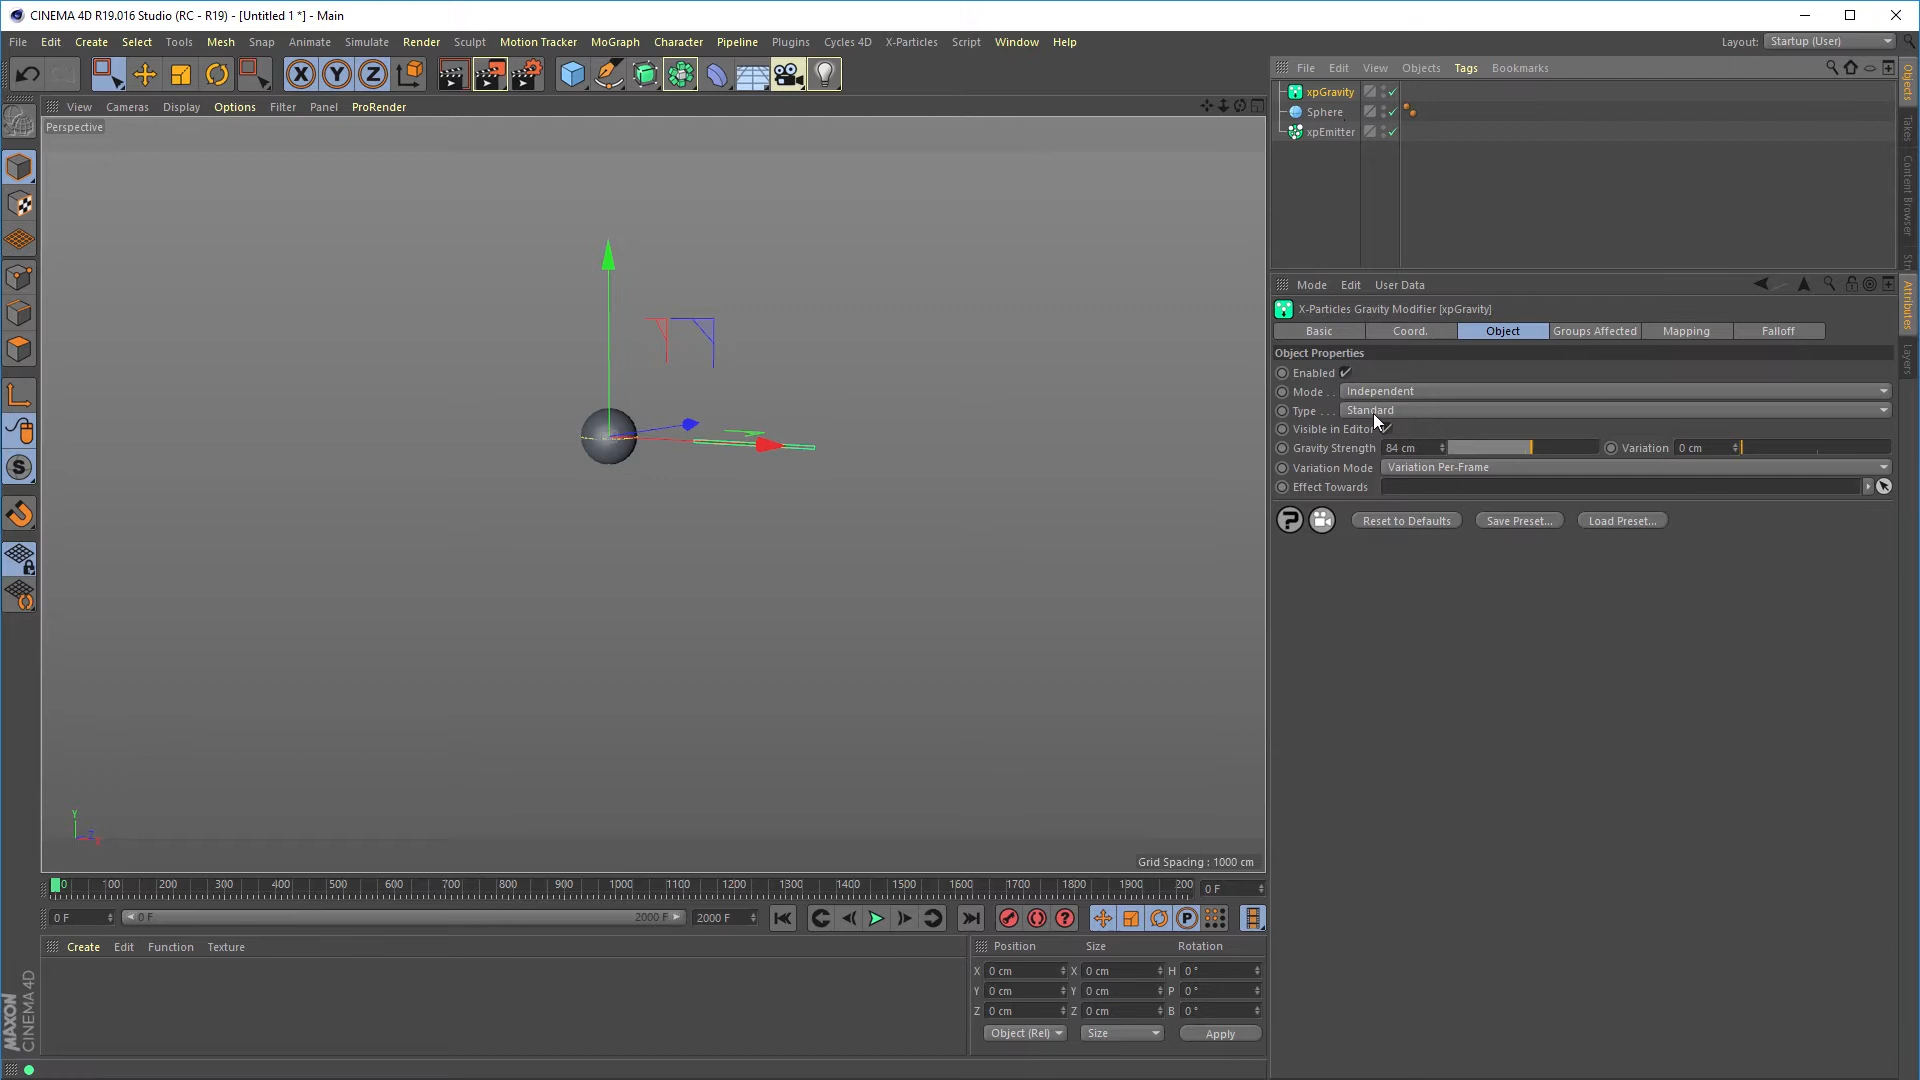 CINEMA 4D R19.016 Studio (RC - R19) - [Untitled 1 *] - Main
File Edit Create Select Tools Mesh Snap Animate Simulate Render Sculpt Motion Tracker MoGraph Character Pipeline Plugins Cycles 4D X-Particles Script Window Help Layout: Startup (User)
View Cameras Display Options Filter Panel ProRender
Perspective
File Edit View Objects Tags Bookmarks
xpGravity
Sphere
xpEmitter
Objects
Takes
Content Browser
Attributes
Layers
Mode Edit User Data
X-Particles Gravity Modifier [xpGravity]
Basic Coord. Object Groups Affected Mapping Falloff
Object Properties
Enabled
Mode . . Independent
Type . . . Standard
Visible in Editor
Gravity Strength 84 cm Variation 0 cm
Variation Mode Variation Per-Frame
Effect Towards
Reset to Defaults Save Preset... Load Preset...
Y
Z
Grid Spacing : 1000 cm
0 100 200 300 400 500 600 700 800 900 1000 1100 1200 1300 1400 1500 1600 1700 1800 1900 200 0 F
0 F 0 F 2000 F 2000 F
Create Edit Function Texture
Position Size Rotation
X 0 cm X 0 cm H 0 °
Y 0 cm Y 0 cm P 0 °
Z 0 cm Z 0 cm B 0 °
Object (Rel) Size Apply
MAXON
CINEMA 4D